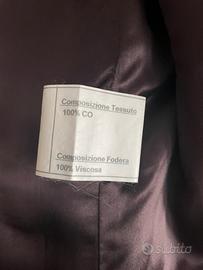 Composizione Tessuto
100% CO
Composizione Fodera
100% Viscosa
subito